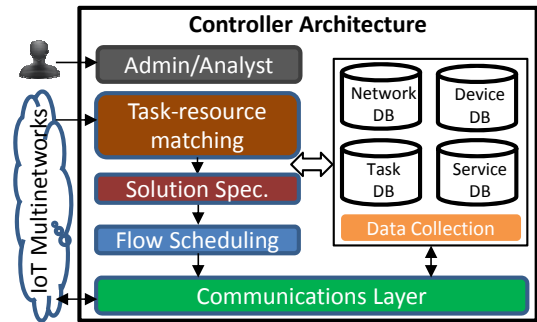 Controller Architecture
Admin/Analyst
IoT Multinetworks
Task-resource
matching
Solution Spec.
Flow Scheduling
Network
DB
Device
DB
Task
DB
Service
DB
Data Collection
Communications Layer